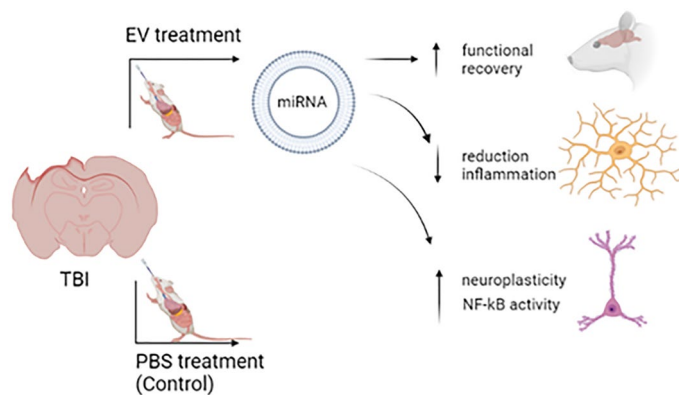 EV treatment
miRNA
functional
recovery
reduction
inflammation
TBI
neuroplasticity
NF-kB activity
PBS treatment
(Control)